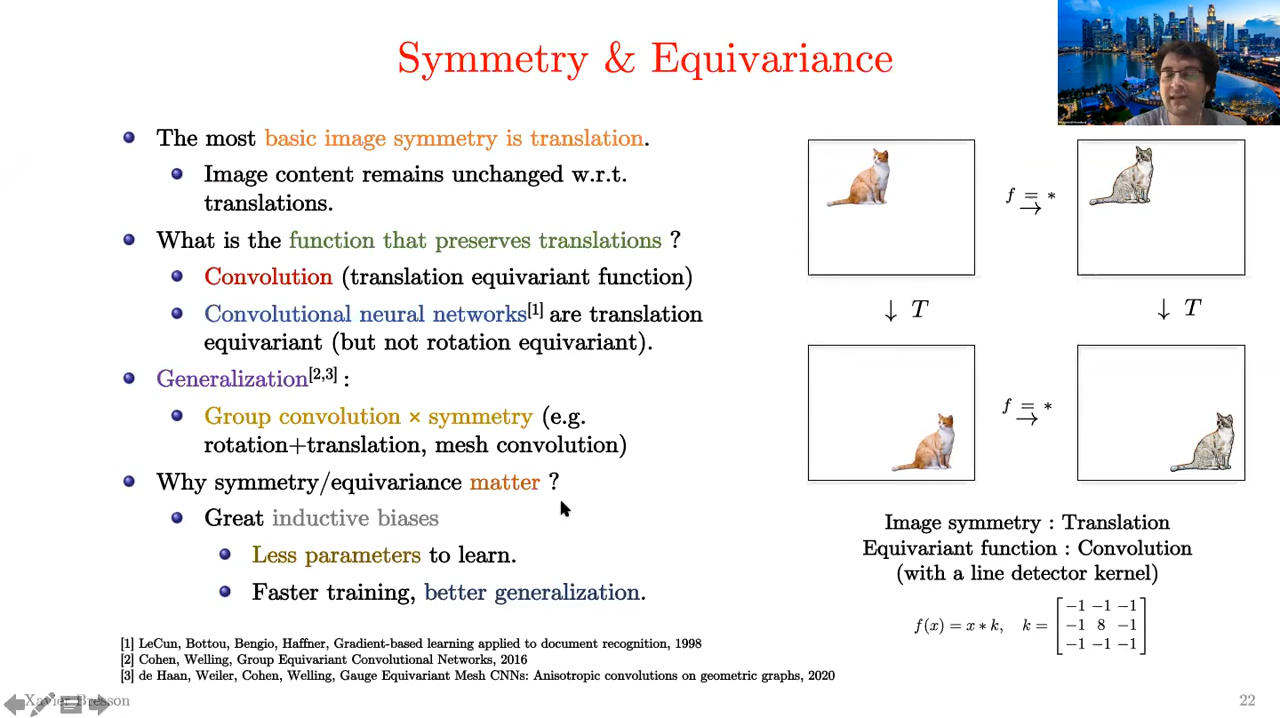 Symmetry & Equivariance
The most basic image symmetry is translation.
Image content remains unchanged w.r.t.
translations.
What is the function that preserves translations ?
Convolution (translation equivariant function)
Convolutional neural networks[1] are translation
equivariant (but not rotation equivariant).
Generalization[2,3] :
Group convolution × symmetry (e.g.
rotation+translation, mesh convolution)
Why symmetry/equivariance matter ?
Great inductive biases
Less parameters to learn.
Faster training, better generalization.
[1] LeCun, Bottou, Bengio, Haffner, Gradient-based learning applied to document recognition, 1998
[2] Cohen, Welling, Group Equivariant Convolutional Networks, 2016
[3] de Haan, Weiler, Cohen, Welling, Gauge Equivariant Mesh CNNs: Anisotropic convolutions on geometric graphs, 2020
f = *
→
↓ T
↓ T
f = *
→
Image symmetry : Translation
Equivariant function : Convolution
(with a line detector kernel)
−1 −1 −1
f(x) = x * k, k = −1 8 −1
−1 −1 −1
Xavier Bresson
22